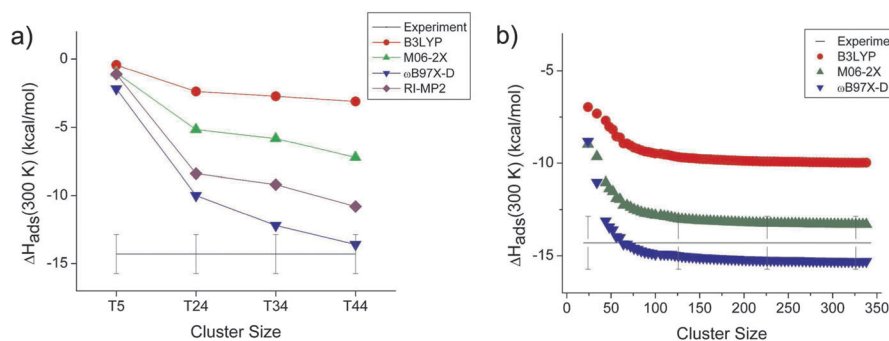 a)
Experiment
B3LYP
M06-2X
ωB97X-D
RI-MP2
0
-5
-10
-15
ΔHads(300 K) (kcal/mol)
T5 T24 T34 T44
Cluster Size
b)
Experime
B3LYP
M06-2X
ωB97X-D
-5
-10
-15
ΔHads(300 K) (kcal/mol)
0 50 100 150 200 250 300 350
Cluster Size